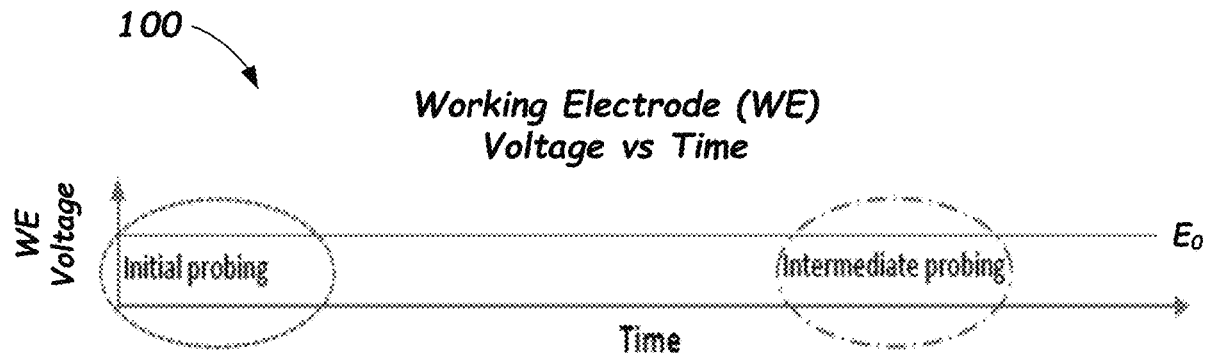 100
Working Electrode (WE)
Voltage vs Time
WE
Voltage
Initial probing
Intermediate probing
E0
Time